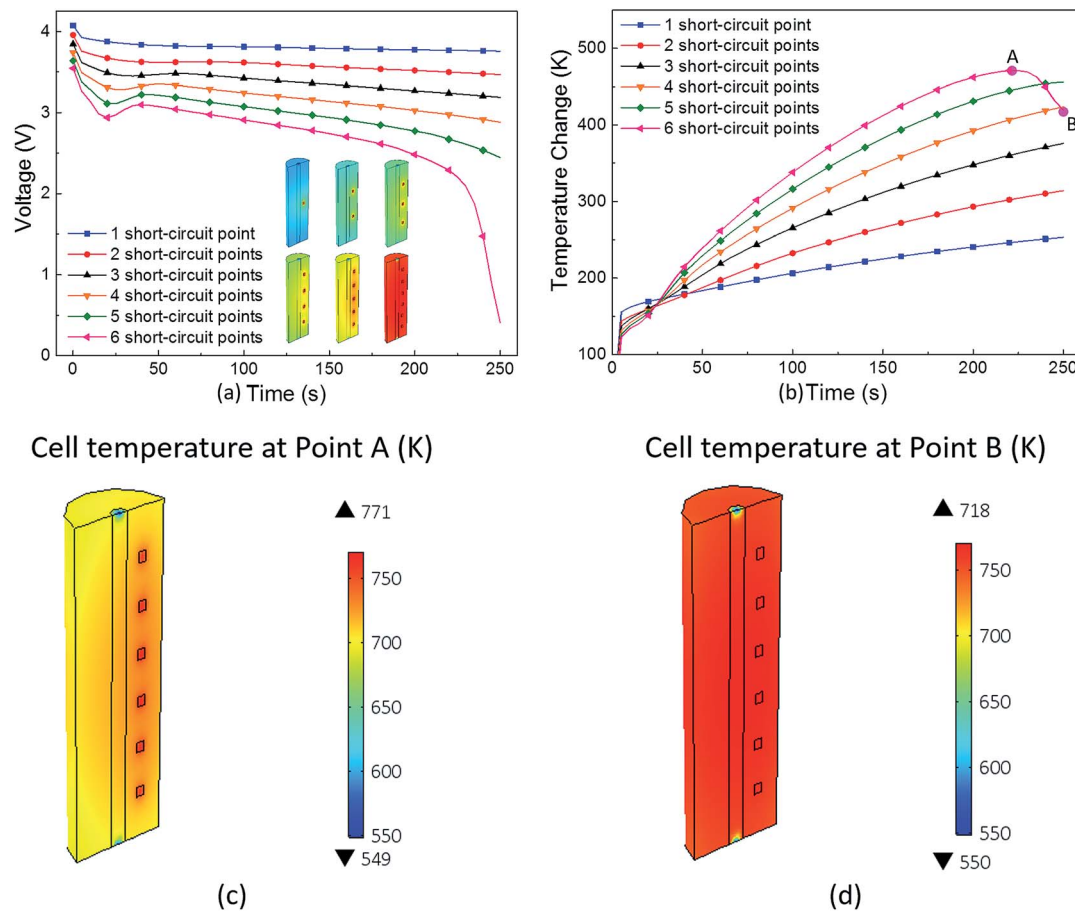 4
3
2
1
0
Voltage (V)
1 short-circuit point
2 short-circuit points
3 short-circuit points
4 short-circuit points
5 short-circuit points
6 short-circuit points
0 50 100 150 200 250
(a) Time (s)
500
450
400
350
300
250
200
150
100
Temperature Change (K)
1 short-circuit point
2 short-circuit points
3 short-circuit points
4 short-circuit points
5 short-circuit points
6 short-circuit points
A
B
0 50 100 150 200 250
(b) Time (s)
Cell temperature at Point A (K)
771
750
700
650
600
550
549
(c)
Cell temperature at Point B (K)
718
750
700
650
600
550
550
(d)